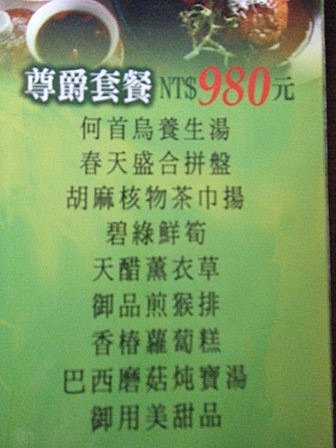 尊爵套餐 NT$980元
何首烏養生湯
春天盛合拼盤
胡麻核物茶巾揚
碧綠鮮筍
天醋薰衣草
御品煎猴排
香椿蘿蔔糕
巴西磨菇炖寶湯
御用美甜品